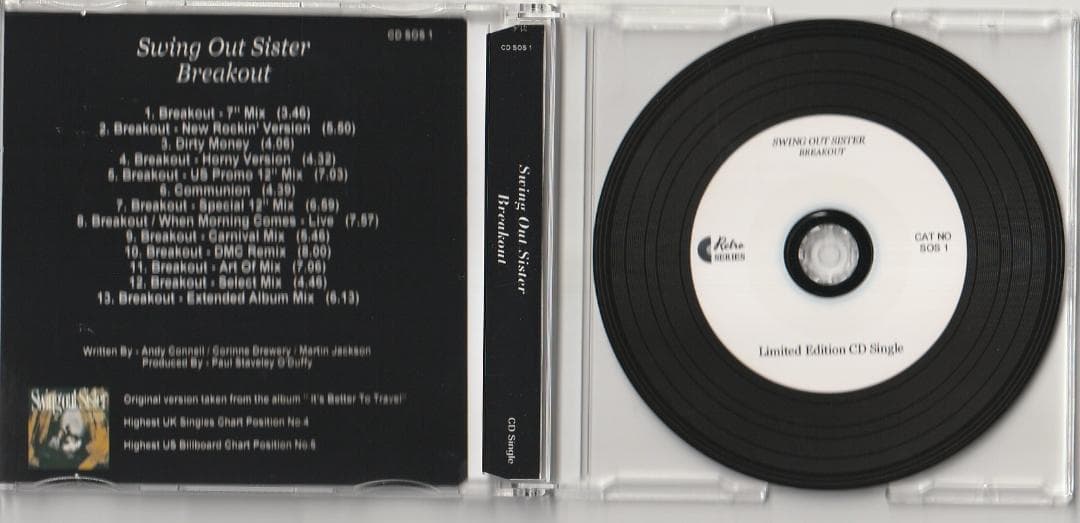 Swing Out Sister
Breakout
CD SOS 1
1. Breakout - 7" Mix (3.46)
2. Breakout - New Rockin' Version (5.50)
3. Dirty Money (4.06)
4. Breakout - Horny Version (4.32)
5. Breakout - US Promo 12" Mix (7.03)
6. Communion (4.39)
7. Breakout - Special 12" Mix (6.59)
8. Breakout / When Morning Comes - Live (7.57)
9. Breakout - Carnival Mix (5.46)
10. Breakout - DMC Remix (8.00)
11. Breakout - Art Of Mix (7.06)
12. Breakout - Select Mix (4.46)
13. Breakout - Extended Album Mix (6.13)
Written By - Andy Connell / Corinne Drewery / Martin Jackson
Produced By - Paul Staveley O'Duffy
Swing out Sister
Original version taken from the album " It's Better To Travel"
Highest UK Singles Chart Position No.4
Highest US Billboard Chart Position No.6
CD SOS 1
Swing Out Sister
Breakout
CD Single
SWING OUT SISTER
BREAKOUT
Retro
SERIES
CAT NO
SOS 1
Limited Edition CD Single